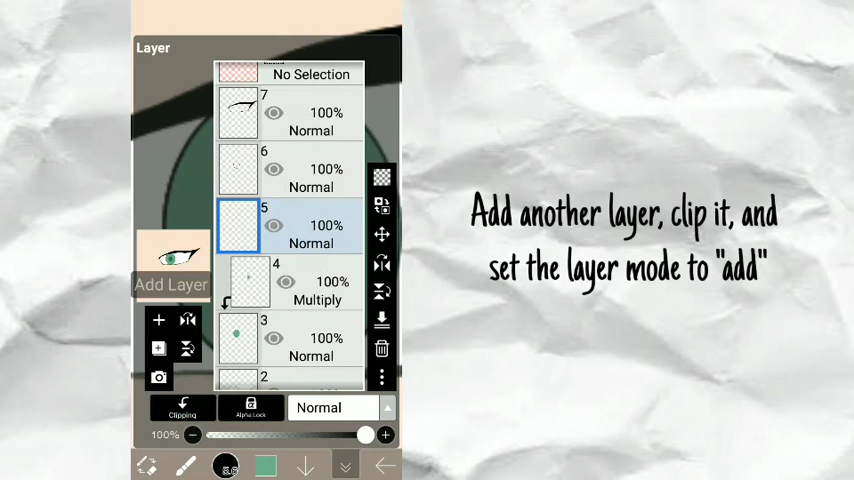 Layer
No Selection
7
100%
Normal
6
100%
Normal
5
100%
Normal
4
100%
Multiply
3
100%
Normal
2
Add Layer
Clipping
Alpha Lock
Normal
100%
5.0
Add another layer, clip it, and
set the layer mode to "add"